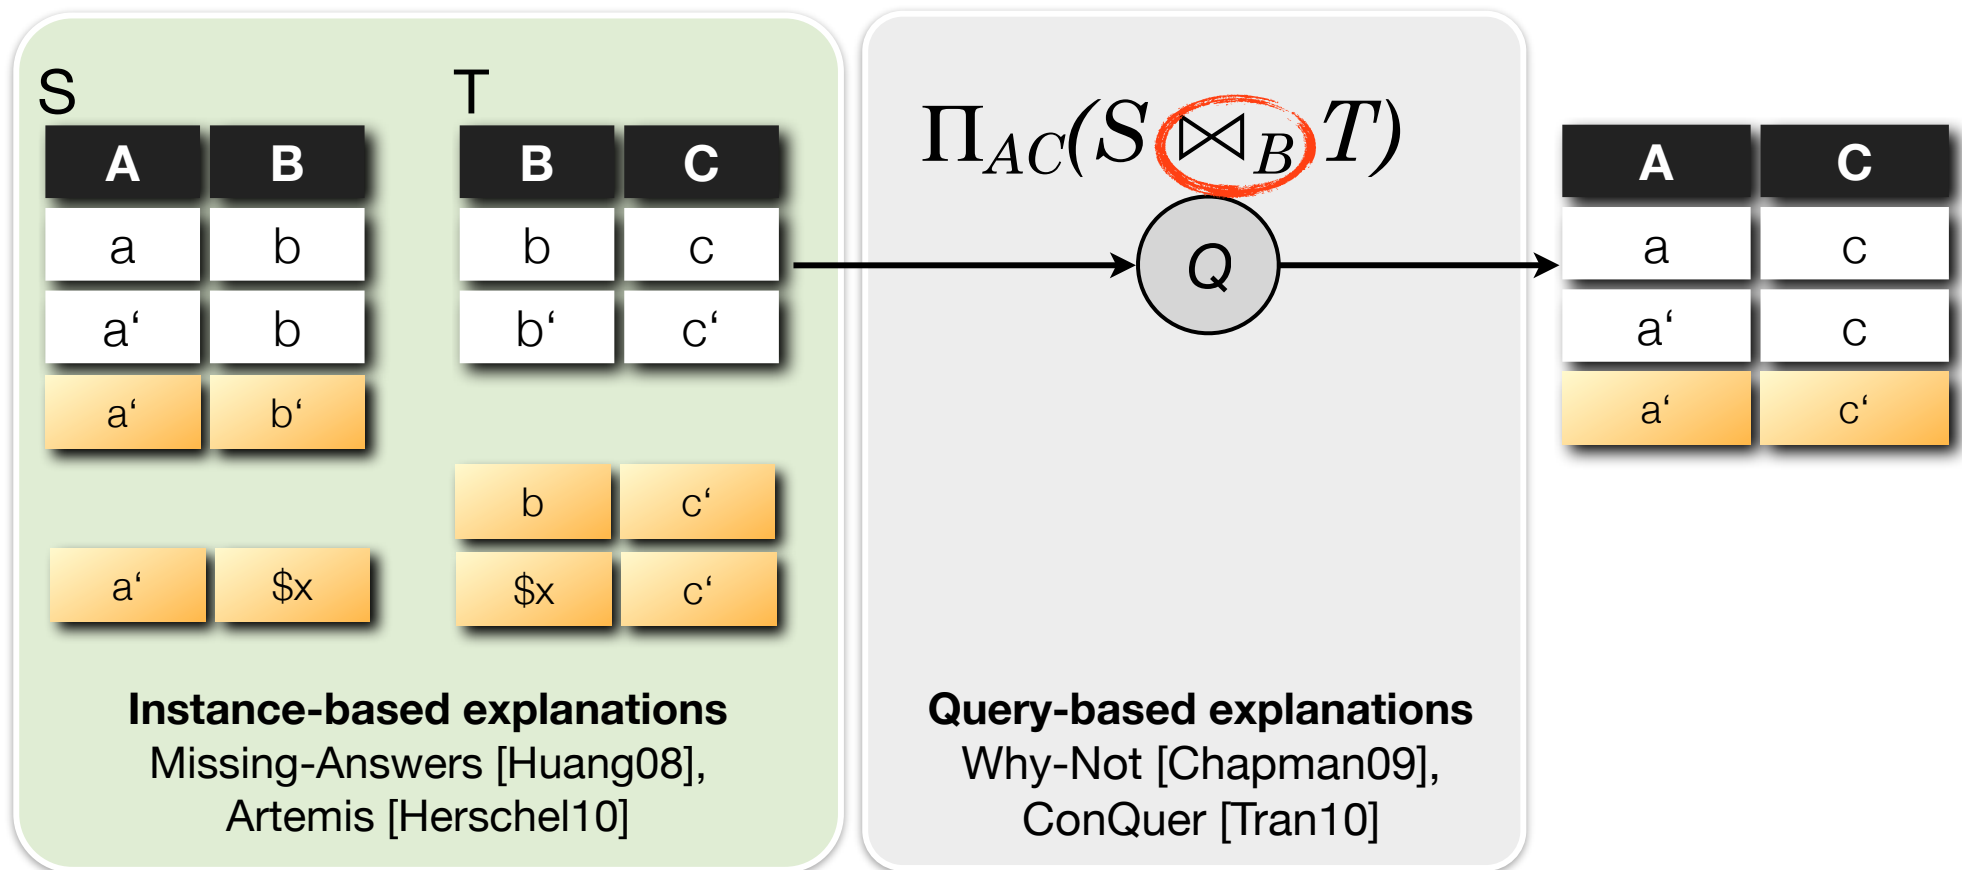 S
A B
a b
a‘ b
a‘ b‘
a‘ $x
T
B C
b c
b‘ c‘
b c‘
$x c‘
Instance-based explanations
Missing-Answers [Huang08],
Artemis [Herschel10]
Π_AC(S ⋈_B T)
Q
Query-based explanations
Why-Not [Chapman09],
ConQuer [Tran10]
A C
a c
a‘ c
a‘ c‘